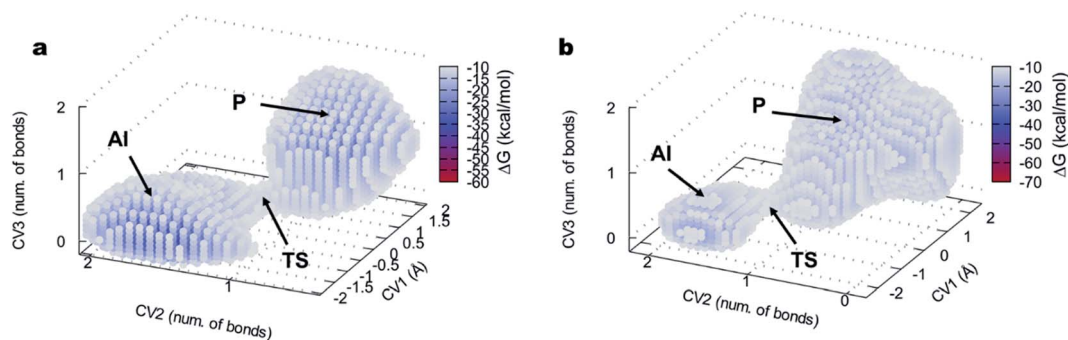 a
CV3 (num. of bonds)
2
1
0
AI
P
TS
2
1
CV2 (num. of bonds)
-2
-1.5
-1
-0.5
0
0.5
1
1.5
2
CV1 (Å)
-10
-15
-20
-25
-30
-35
-40
-45
-50
-55
-60
ΔG (kcal/mol)
b
CV3 (num. of bonds)
2
1
0
AI
P
TS
2
1
0
CV2 (num. of bonds)
-2
-1
0
1
2
CV1 (Å)
-10
-20
-30
-40
-50
-60
-70
ΔG (kcal/mol)